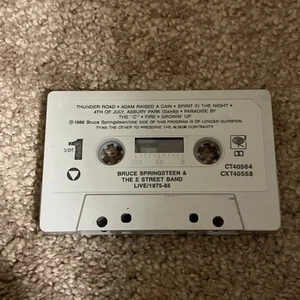 THUNDER ROAD • ADAM RAISED A CAIN • SPIRIT IN THE NIGHT •
4TH OF JULY, ASBURY PARK (Sandy) • PARADISE BY
THE "C" • FIRE • GROWIN' UP
℗ 1986 Bruce Springsteen/ONE SIDE OF THIS PROGRAM IS OF LONGER DURATION
THAN THE OTHER TO PRESERVE THE ALBUM CONTINUITY
SIDE 1
CT40564
CXT40558
BRUCE SPRINGSTEEN &
THE E STREET BAND
LIVE/1975-85